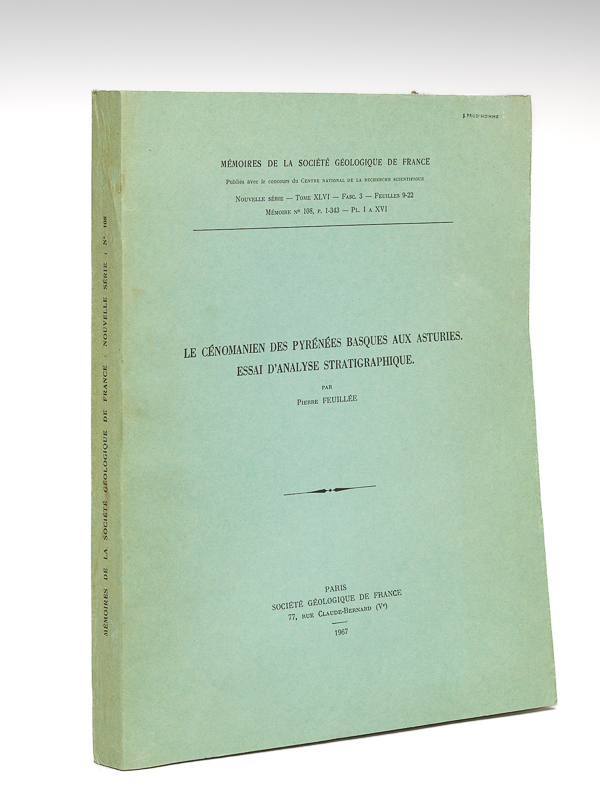 S. PRUD'HOMME
MÉMOIRES DE LA SOCIÉTÉ GÉOLOGIQUE DE FRANCE
Publiés avec le concours du CENTRE NATIONAL DE LA RECHERCHE SCIENTIFIQUE
NOUVELLE SÉRIE — TOME XLVI — FASC. 3 — FEUILLES 9-22
MÉMOIRE Nº 108, P. 1-343 — PL. I A XVI
LE CÉNOMANIEN DES PYRÉNÉES BASQUES AUX ASTURIES.
ESSAI D'ANALYSE STRATIGRAPHIQUE.
PAR
PIERRE FEUILLÉE
PARIS
SOCIÉTÉ GÉOLOGIQUE DE FRANCE
77, RUE CLAUDE-BERNARD (Vᵉ)
1967
MÉMOIRES DE LA SOCIÉTÉ GÉOLOGIQUE DE FRANCE : NOUVELLE SÉRIE : Nº 108